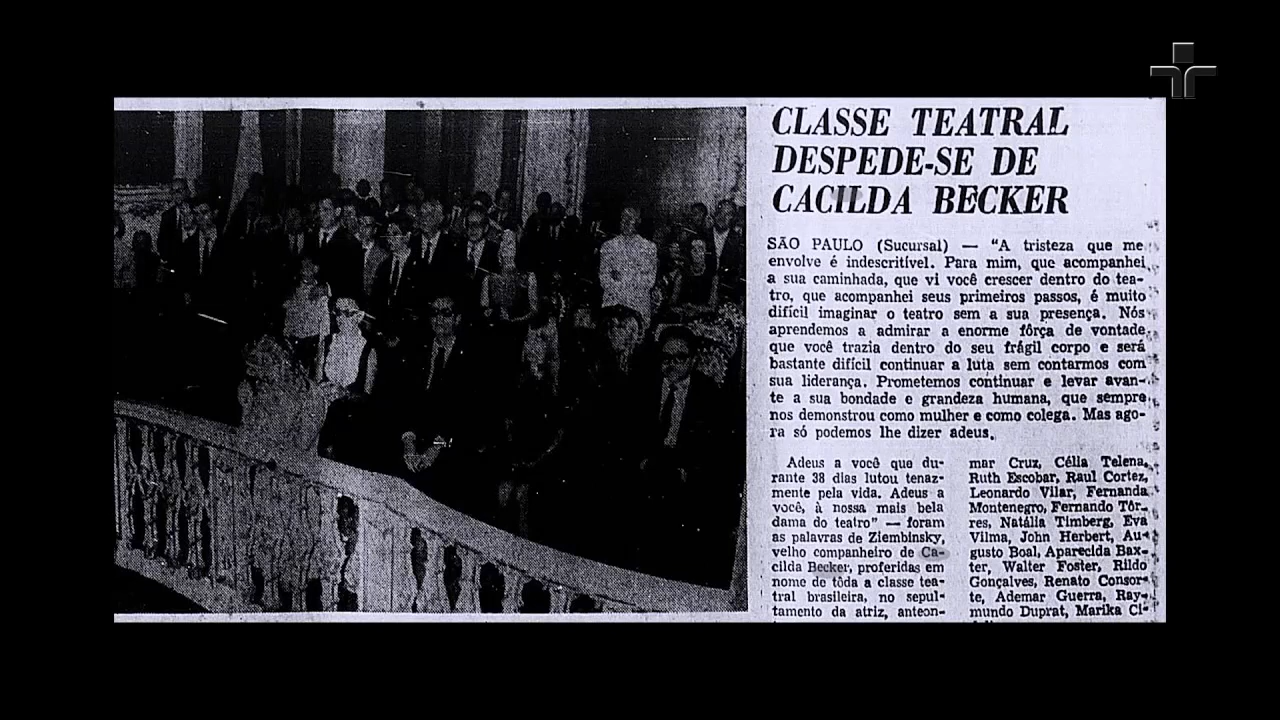 CLASSE TEATRAL
DESPEDE-SE DE
CACILDA BECKER
SÃO PAULO (Sucursal) — "A tristeza que me
envolve é indescritível. Para mim, que acompanhei
a sua caminhada, que vi você crescer dentro do tea-
tro, que acompanhei seus primeiros passos, é muito
difícil imaginar o teatro sem a sua presença. Nós
aprendemos a admirar a enorme fôrça de vontade
que você trazia dentro do seu frágil corpo e será
bastante difícil continuar a luta sem contarmos com
sua liderança. Prometemos continuar e levar avan-
te a sua bondade e grandeza humana, que sempre
nos demonstrou como mulher e como colega. Mas ago-
ra só podemos lhe dizer adeus.
Adeus a você que du-
rante 38 dias lutou tenaz-
mente pela vida. Adeus a
você, à nossa mais bela
dama do teatro" — foram
as palavras de Ziembinsky,
velho companheiro de Ca-
cilda Becker, proferidas em
nome de tôda a classe tea-
tral brasileira, no sepul-
tamento da atriz, anteon-
mar Cruz, Célia Telena,
Ruth Escobar, Raul Cortez,
Leonardo Vilar, Fernanda
Montenegro, Fernando Tôr-
res, Natália Timberg, Eva
Vilma, John Herbert, Au-
gusto Boal, Aparecida Bax-
ter, Walter Foster, Rildo
Gonçalves, Renato Consor-
te, Ademar Guerra, Ray-
mundo Duprat, Marika Ci-